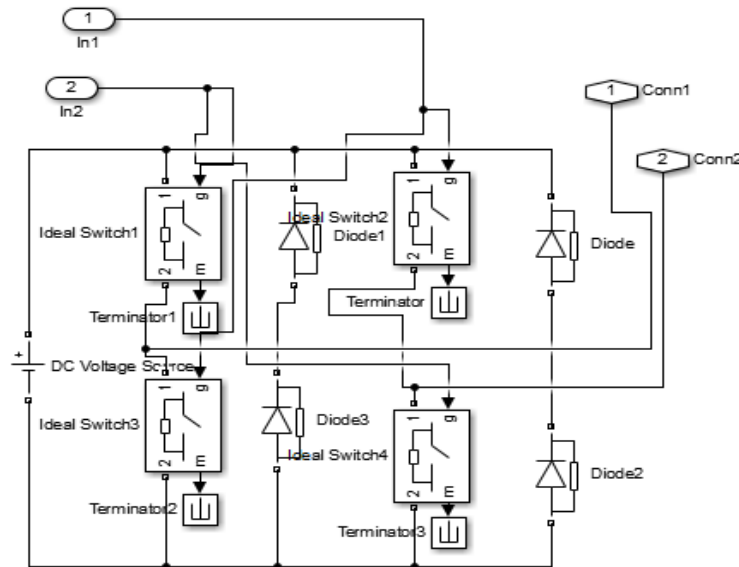 1
In1
2
In2
1
Conn1
2
Conn2
1
g
Ideal Switch1
2
m
Terminator1
Ideal Switch2
Diode1
1
g
2
m
Terminator
Diode
+
DC Voltage Source
1
g
Ideal Switch3
2
m
Terminator2
Diode3
Ideal Switch4
1
g
2
m
Terminator3
Diode2